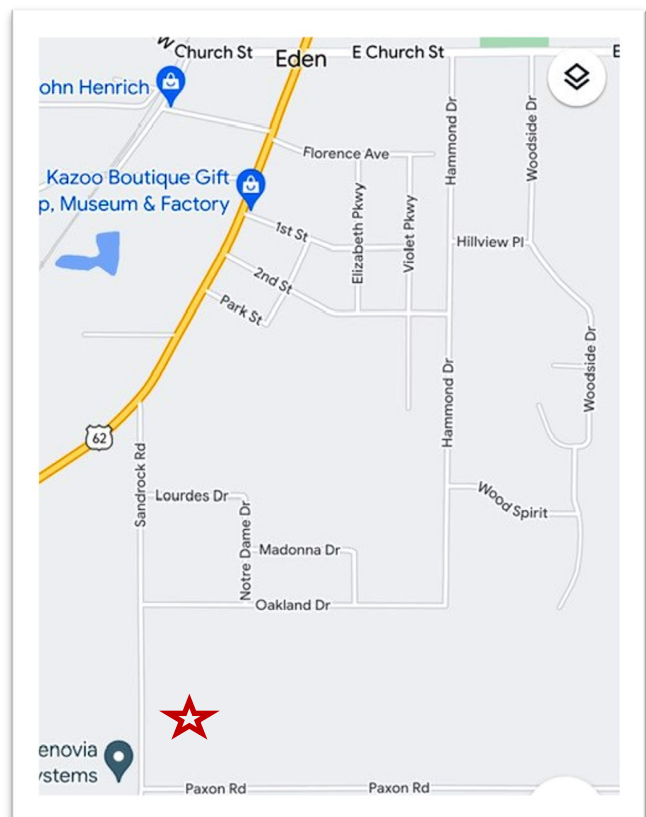 W Church St
Eden
E Church St
E
ohn Henrich
Florence Ave
Hammond Dr
Woodside Dr
Kazoo Boutique Gift
p, Museum & Factory
1st St
Elizabeth Pkwy
Violet Pkwy
Hillview Pl
2nd St
Park St
Hammond Dr
Woodside Dr
62
Sandrock Rd
Lourdes Dr
Notre Dame Dr
Madonna Dr
Wood Spirit
Oakland Dr
enovia
ystems
Paxon Rd
Paxon Rd